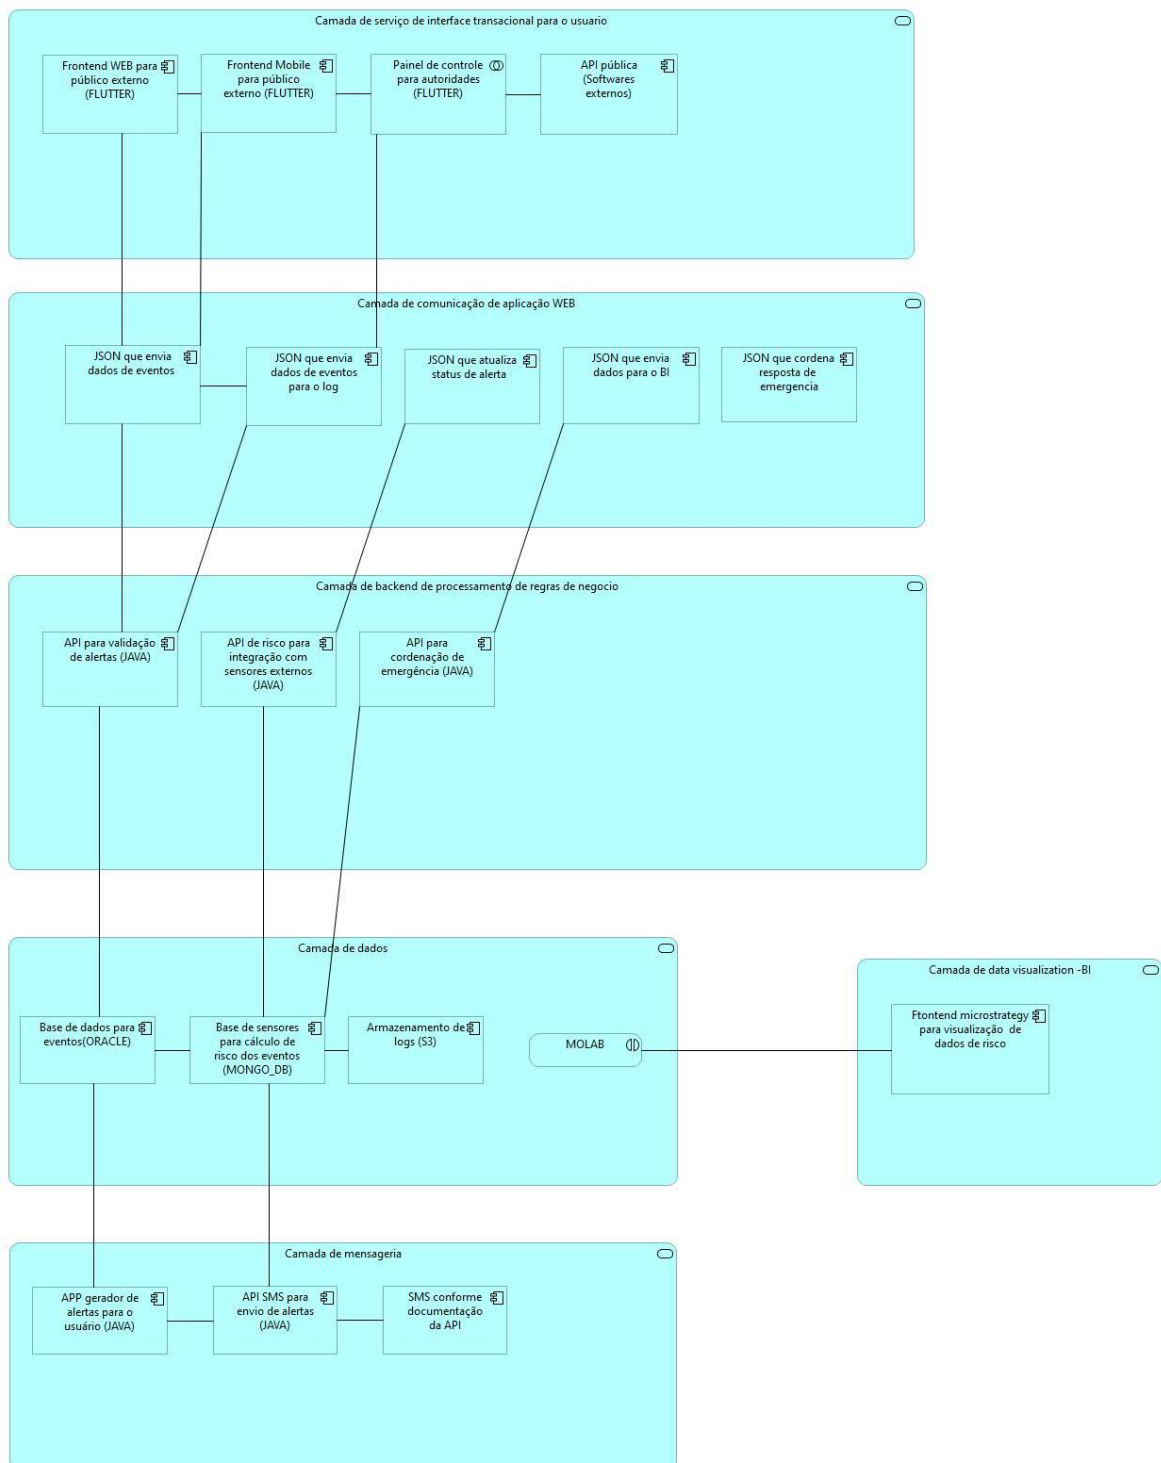 Camada de serviço de interface transacional para o usuario
Frontend WEB para
público externo
(FLUTTER)
Frontend Mobile
para público
externo (FLUTTER)
Painel de controle
para autoridades
(FLUTTER)
API pública
(Softwares
externos)
Camada de comunicação de aplicação WEB
JSON que envia
dados de eventos
JSON que envia
dados de eventos
para o log
JSON que atualiza
status de alerta
JSON que envia
dados para o BI
JSON que cordena
resposta de
emergencia
Camada de backend de processamento de regras de negocio
API para validação
de alertas (JAVA)
API de risco para
integração com
sensores externos
(JAVA)
API para
cordenação de
emergência (JAVA)
Camada de dados
Base de dados para
eventos(ORACLE)
Base de sensores
para cálculo de
risco dos eventos
(MONGO_DB)
Armazenamento de
logs (S3)
MOLAB
Camada de data visualization -BI
Ftontend microstrategy
para visualização de
dados de risco
Camada de mensageria
APP gerador de
alertas para o
usuário (JAVA)
API SMS para
envio de alertas
(JAVA)
SMS conforme
documentação
da API